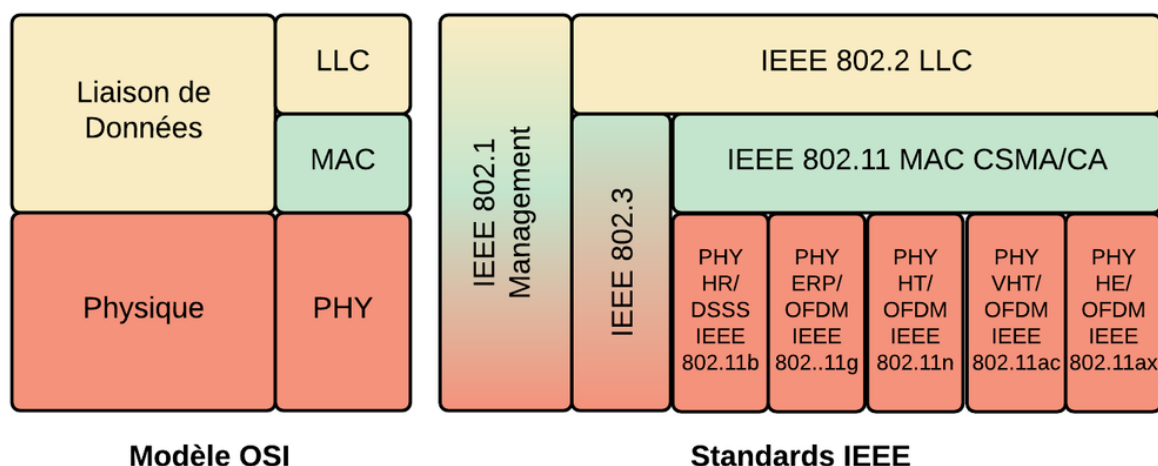 Liaison de
Données
LLC
MAC
Physique
PHY
IEEE 802.1
Management
IEEE 802.2 LLC
IEEE 802.3
IEEE 802.11 MAC CSMA/CA
PHY
HR/
DSSS
IEEE
802.11b
PHY
ERP/
OFDM
IEEE
802..11g
PHY
HT/
OFDM
IEEE
802.11n
PHY
VHT/
OFDM
IEEE
802.11ac
PHY
HE/
OFDM
IEEE
802.11ax
Modèle OSI
Standards IEEE